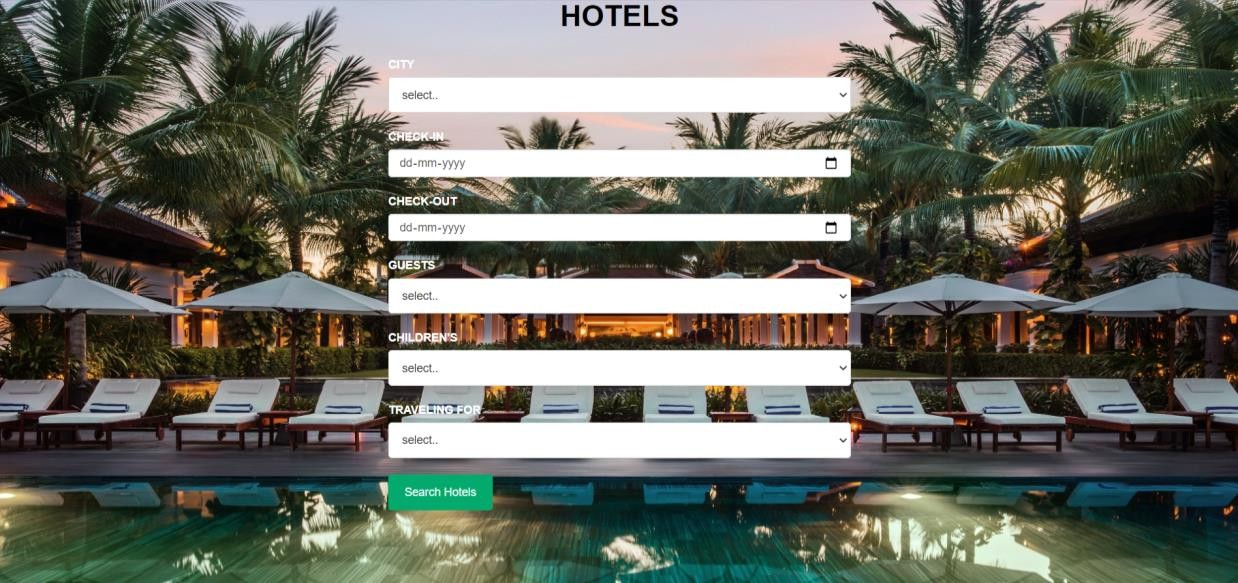 HOTELS
CITY
select..
CHECK-IN
dd-mm-yyyy
CHECK-OUT
dd-mm-yyyy
GUESTS
select..
CHILDREN'S
select..
TRAVELING FOR
select..
Search Hotels